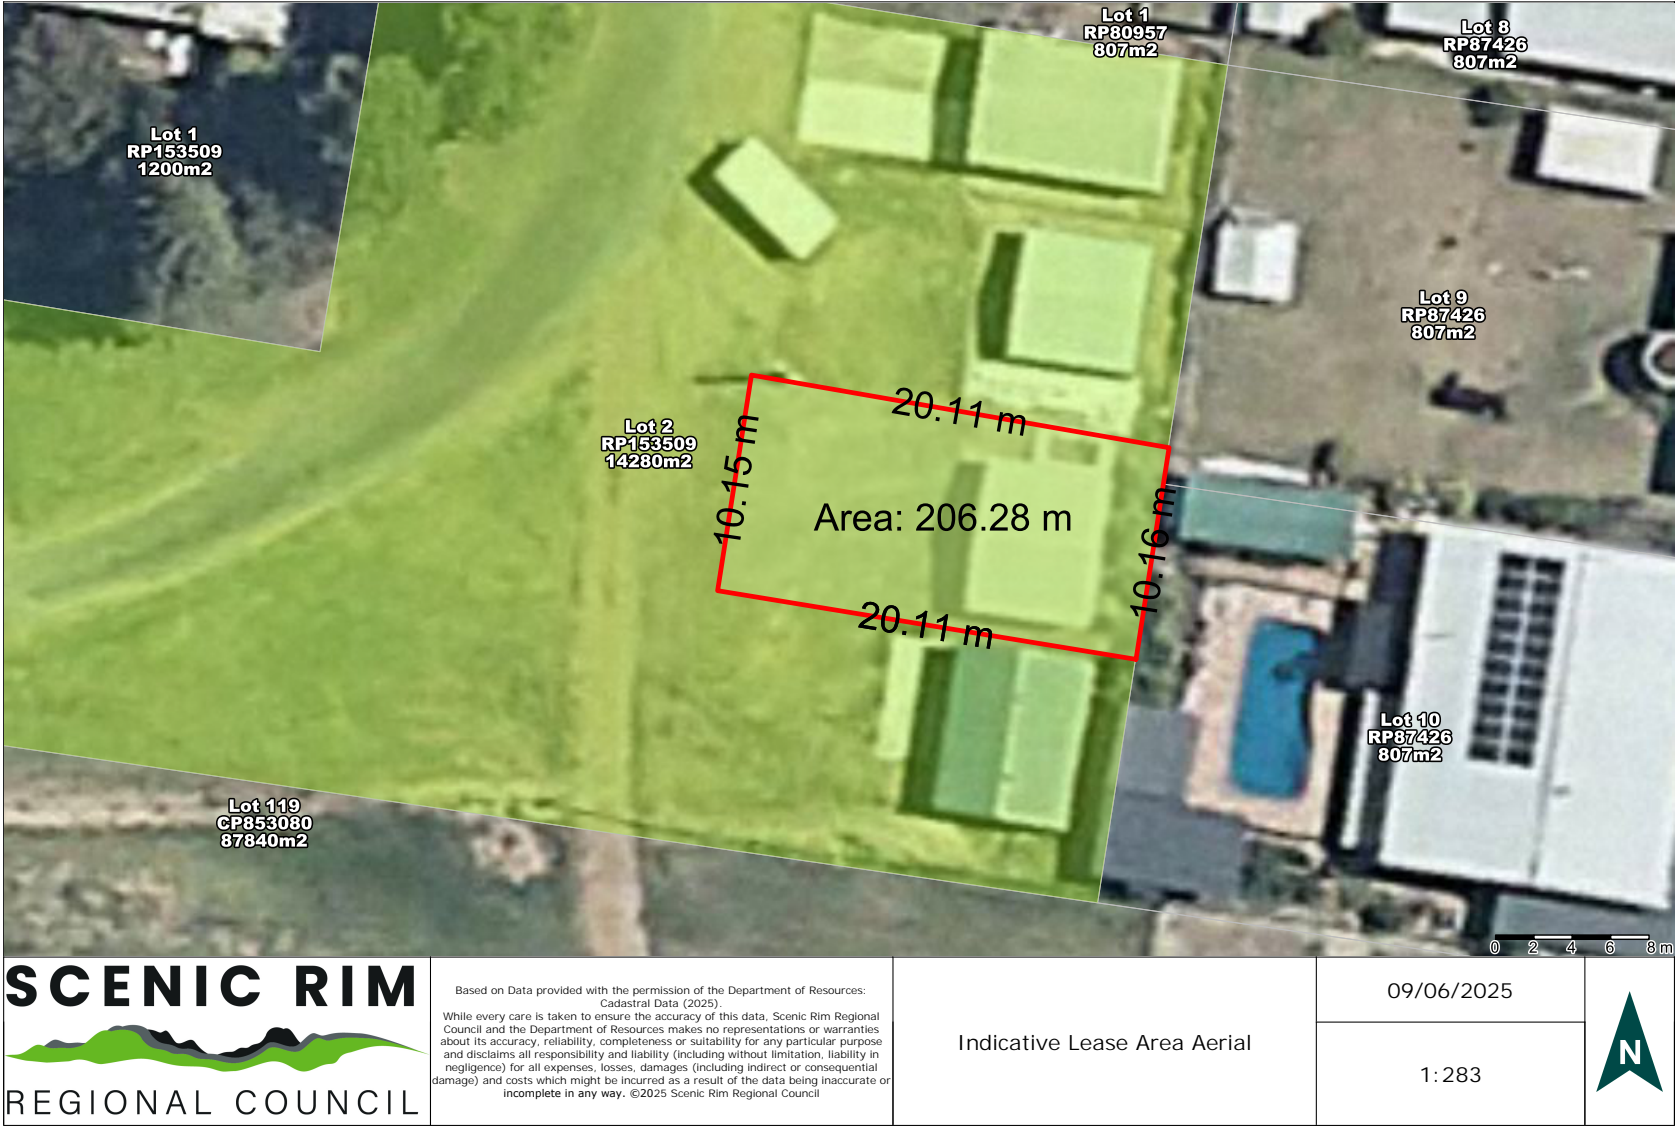 Lot 1
RP80957
807m2
Lot 8
RP87426
807m2
Lot 1
RP153509
1200m2
Lot 9
RP87426
807m2
20.11 m
Lot 2
RP153509
14280m2
10.15 m
Area: 206.28 m
10.16 m
20.11 m
Lot 10
RP87426
807m2
Lot 119
CP853080
87840m2
0 2 4 6 8 m
SCENIC RIM
REGIONAL COUNCIL
Based on Data provided with the permission of the Department of Resources:
Cadastral Data (2025).
While every care is taken to ensure the accuracy of this data, Scenic Rim Regional
Council and the Department of Resources makes no representations or warranties
about its accuracy, reliability, completeness or suitability for any particular purpose
and disclaims all responsibility and liability (including without limitation, liability in
negligence) for all expenses, losses, damages (including indirect or consequential
damage) and costs which might be incurred as a result of the data being inaccurate or
incomplete in any way. ©2025 Scenic Rim Regional Council
Indicative Lease Area Aerial
09/06/2025
1:283
N